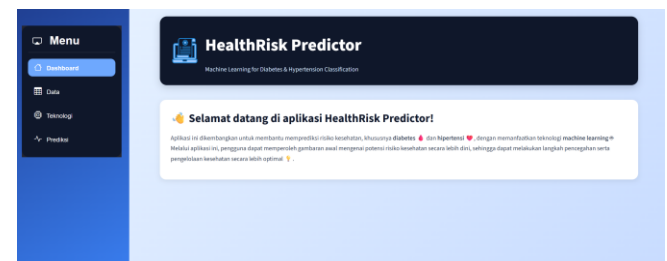 Menu
Dashboard
Data
Teknologi
Prediksi
HealthRisk Predictor
Machine Learning for Diabetes & Hypertension Classification
Selamat datang di aplikasi HealthRisk Predictor!
Aplikasi ini dikembangkan untuk membantu memprediksi risiko kesehatan, khususnya diabetes 🩸 dan hipertensi ❤️, dengan memanfaatkan teknologi machine learning
Melalui aplikasi ini, pengguna dapat memperoleh gambaran awal mengenai potensi risiko kesehatan secara lebih dini, sehingga dapat melakukan langkah pencegahan serta
pengelolaan kesehatan secara lebih optimal 💡.